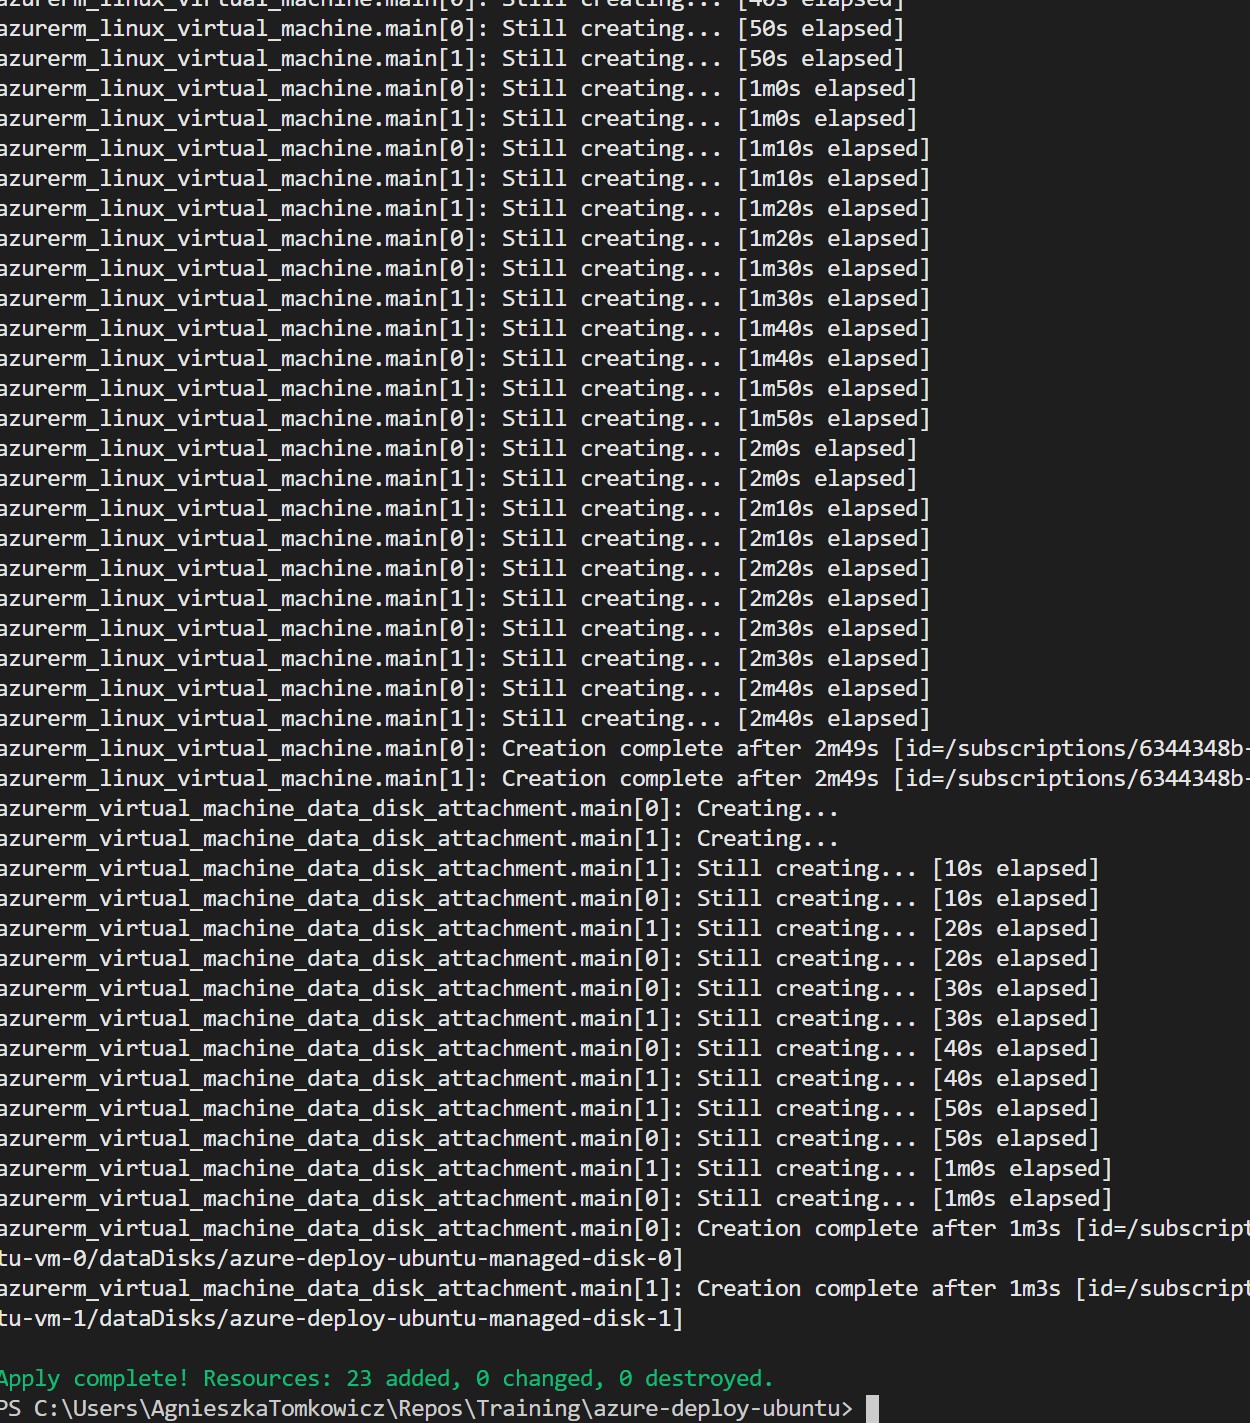 azurerm_linux_virtual_machine.main[0]: Still creating... [40s elapsed]
azurerm_linux_virtual_machine.main[0]: Still creating... [50s elapsed]
azurerm_linux_virtual_machine.main[1]: Still creating... [50s elapsed]
azurerm_linux_virtual_machine.main[0]: Still creating... [1m0s elapsed]
azurerm_linux_virtual_machine.main[1]: Still creating... [1m0s elapsed]
azurerm_linux_virtual_machine.main[0]: Still creating... [1m10s elapsed]
azurerm_linux_virtual_machine.main[1]: Still creating... [1m10s elapsed]
azurerm_linux_virtual_machine.main[1]: Still creating... [1m20s elapsed]
azurerm_linux_virtual_machine.main[0]: Still creating... [1m20s elapsed]
azurerm_linux_virtual_machine.main[0]: Still creating... [1m30s elapsed]
azurerm_linux_virtual_machine.main[1]: Still creating... [1m30s elapsed]
azurerm_linux_virtual_machine.main[1]: Still creating... [1m40s elapsed]
azurerm_linux_virtual_machine.main[0]: Still creating... [1m40s elapsed]
azurerm_linux_virtual_machine.main[1]: Still creating... [1m50s elapsed]
azurerm_linux_virtual_machine.main[0]: Still creating... [1m50s elapsed]
azurerm_linux_virtual_machine.main[0]: Still creating... [2m0s elapsed]
azurerm_linux_virtual_machine.main[1]: Still creating... [2m0s elapsed]
azurerm_linux_virtual_machine.main[1]: Still creating... [2m10s elapsed]
azurerm_linux_virtual_machine.main[0]: Still creating... [2m10s elapsed]
azurerm_linux_virtual_machine.main[0]: Still creating... [2m20s elapsed]
azurerm_linux_virtual_machine.main[1]: Still creating... [2m20s elapsed]
azurerm_linux_virtual_machine.main[0]: Still creating... [2m30s elapsed]
azurerm_linux_virtual_machine.main[1]: Still creating... [2m30s elapsed]
azurerm_linux_virtual_machine.main[0]: Still creating... [2m40s elapsed]
azurerm_linux_virtual_machine.main[1]: Still creating... [2m40s elapsed]
azurerm_linux_virtual_machine.main[0]: Creation complete after 2m49s [id=/subscriptions/6344348b-
azurerm_linux_virtual_machine.main[1]: Creation complete after 2m49s [id=/subscriptions/6344348b-
azurerm_virtual_machine_data_disk_attachment.main[0]: Creating...
azurerm_virtual_machine_data_disk_attachment.main[1]: Creating...
azurerm_virtual_machine_data_disk_attachment.main[1]: Still creating... [10s elapsed]
azurerm_virtual_machine_data_disk_attachment.main[0]: Still creating... [10s elapsed]
azurerm_virtual_machine_data_disk_attachment.main[1]: Still creating... [20s elapsed]
azurerm_virtual_machine_data_disk_attachment.main[0]: Still creating... [20s elapsed]
azurerm_virtual_machine_data_disk_attachment.main[0]: Still creating... [30s elapsed]
azurerm_virtual_machine_data_disk_attachment.main[1]: Still creating... [30s elapsed]
azurerm_virtual_machine_data_disk_attachment.main[0]: Still creating... [40s elapsed]
azurerm_virtual_machine_data_disk_attachment.main[1]: Still creating... [40s elapsed]
azurerm_virtual_machine_data_disk_attachment.main[1]: Still creating... [50s elapsed]
azurerm_virtual_machine_data_disk_attachment.main[0]: Still creating... [50s elapsed]
azurerm_virtual_machine_data_disk_attachment.main[1]: Still creating... [1m0s elapsed]
azurerm_virtual_machine_data_disk_attachment.main[0]: Still creating... [1m0s elapsed]
azurerm_virtual_machine_data_disk_attachment.main[0]: Creation complete after 1m3s [id=/subscript
tu-vm-0/dataDisks/azure-deploy-ubuntu-managed-disk-0]
azurerm_virtual_machine_data_disk_attachment.main[1]: Creation complete after 1m3s [id=/subscript
tu-vm-1/dataDisks/azure-deploy-ubuntu-managed-disk-1]
Apply complete! Resources: 23 added, 0 changed, 0 destroyed.
PS C:\Users\AgnieszkaTomkowicz\Repos\Training\azure-deploy-ubuntu>